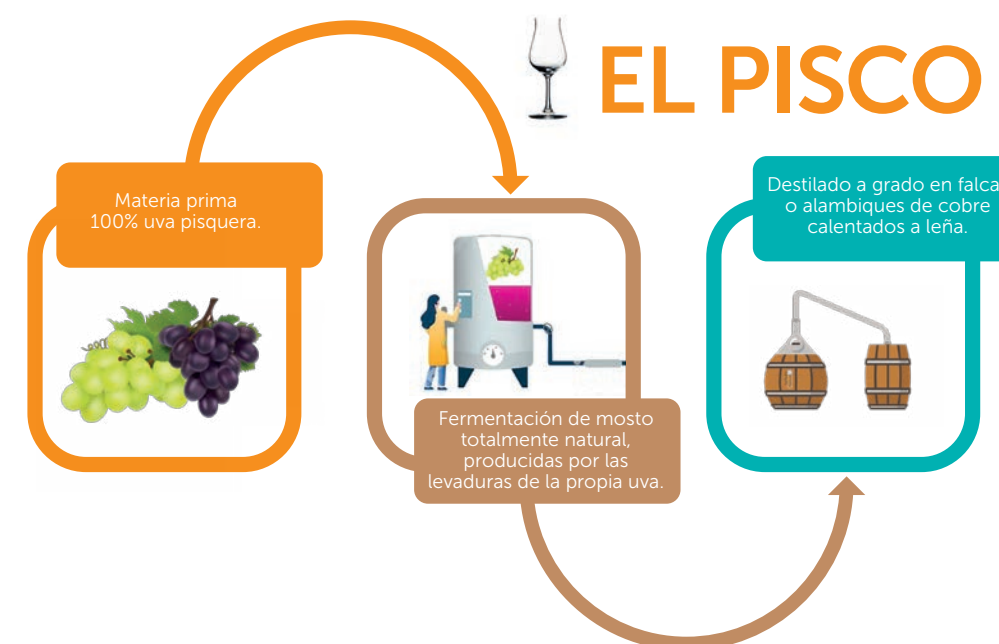 EL PISCO
Materia prima
100% uva pisquera.
Fermentación de mosto
totalmente natural,
producidas por las
levaduras de la propia uva.
Destilado a grado en falca
o alambiques de cobre
calentados a leña.